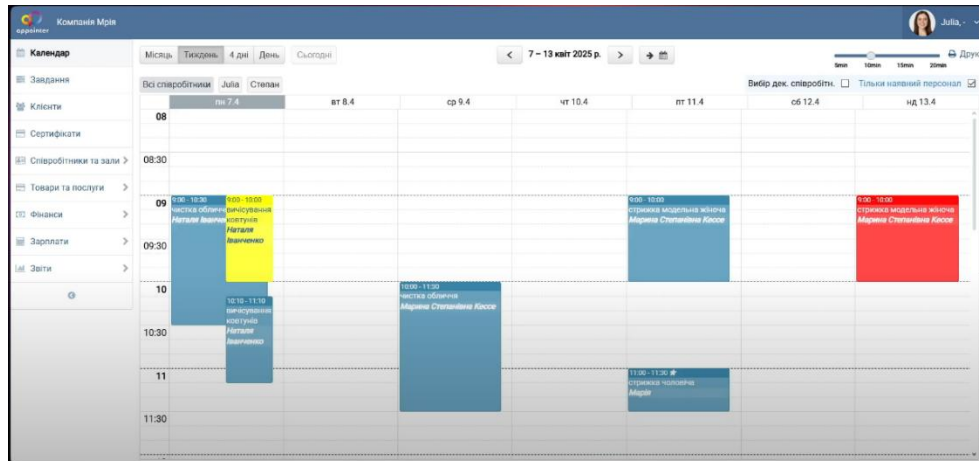 appointer
Компанія Мрія
Julia, -
Календар
Завдання
Клієнти
Сертифікати
Співробітники та зали
Товари та послуги
Фінанси
Зарплати
Звіти
Місяць Тиждень 4 дні День Сьогодні
7 – 13 квіт 2025 р.
Друк
5min 10min 15min 20min
Всі співробітники Julia Степан
Вибір дек. співробітн. Тільки наявний персонал
пн 7.4 вт 8.4 ср 9.4 чт 10.4 пт 11.4 сб 12.4 нд 13.4
08
08:30
09
09:30
10
10:30
11
11:30
9:00 - 10:30
чистка обличч
Наталя Іванче
9:00 - 10:00
вичісування
ковтунів
Наталя
Іванченко
10:10 - 11:10
вичісування
ковтунів
Наталя
Іванченко
10:00 - 11:30
чистка обличчя
Марина Степанівна Кессе
9:00 - 10:00
стрижка модельна жіноча
Марина Степанівна Кессе
11:00 - 11:30
стрижка чоловіча
Марія
9:00 - 10:00
стрижка модельна жіноча
Марина Степанівна Кессе